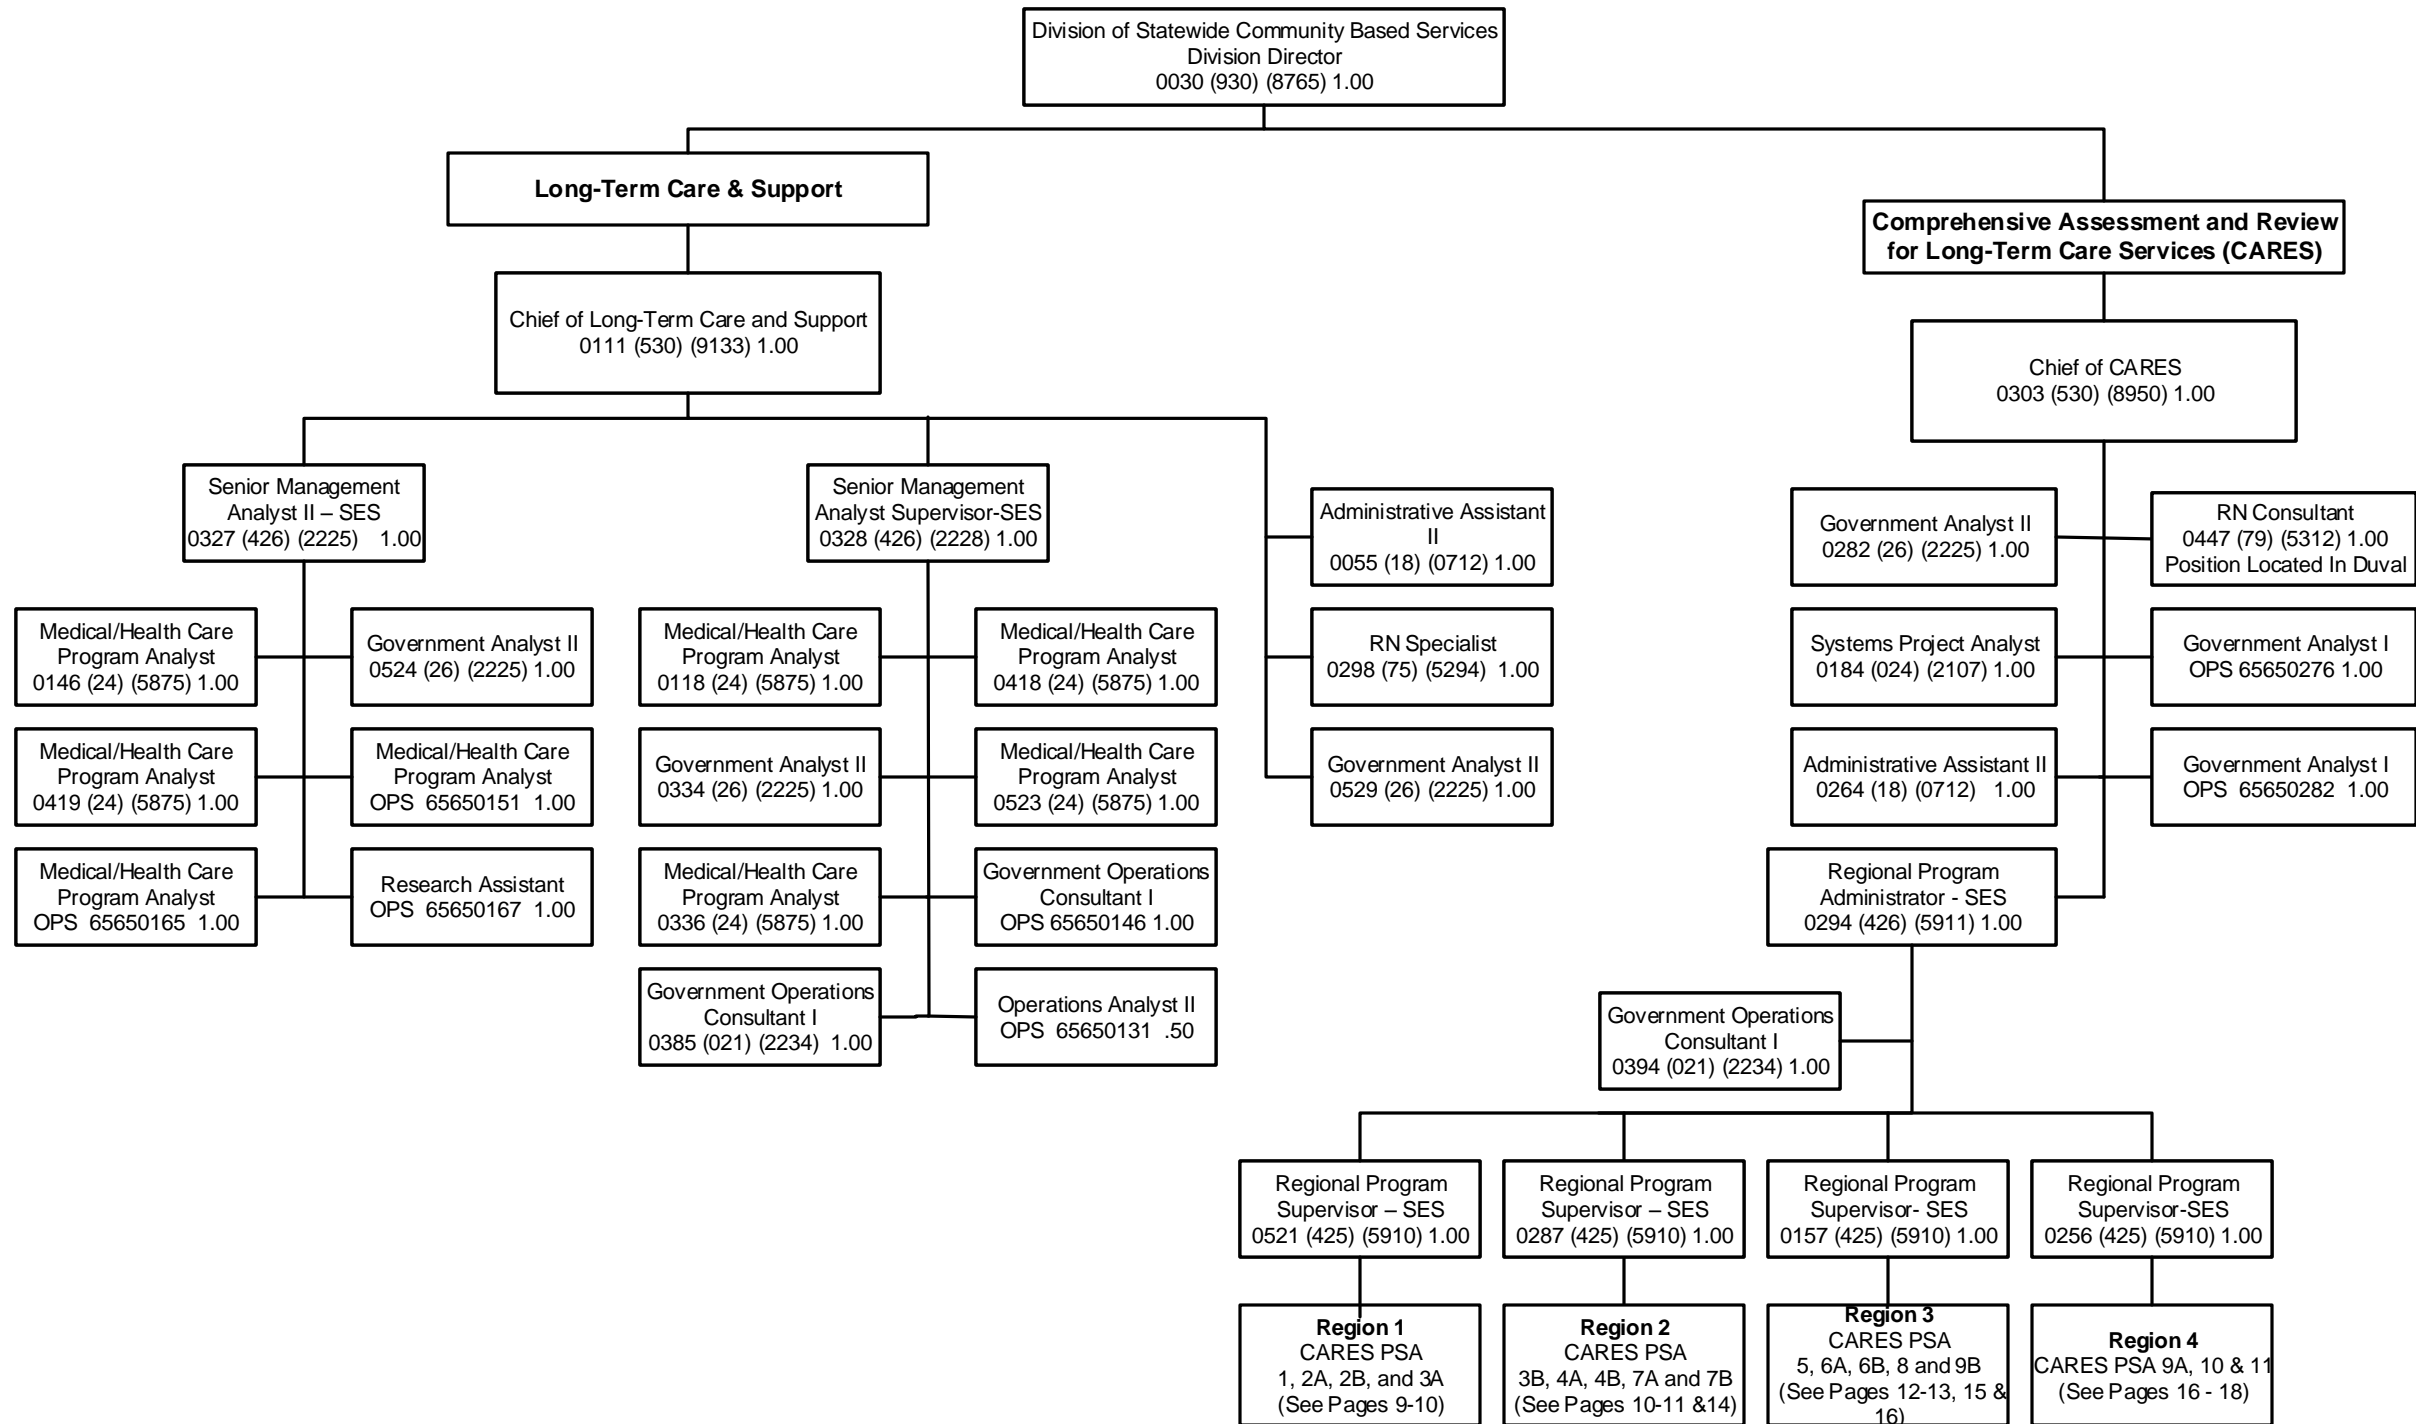 Division of Statewide Community Based Services
Division Director
0030 (930) (8765) 1.00
Long-Term Care & Support
Comprehensive Assessment and Review
for Long-Term Care Services (CARES)
Chief of Long-Term Care and Support
0111 (530) (9133) 1.00
Chief of CARES
0303 (530) (8950) 1.00
Senior Management
Analyst II – SES
0327 (426) (2225) 1.00
Medical/Health Care
Program Analyst
0146 (24) (5875) 1.00
Government Analyst II
0524 (26) (2225) 1.00
Medical/Health Care
Program Analyst
0419 (24) (5875) 1.00
Medical/Health Care
Program Analyst
OPS 65650151 1.00
Medical/Health Care
Program Analyst
OPS 65650165 1.00
Research Assistant
OPS 65650167 1.00
Senior Management
Analyst Supervisor-SES
0328 (426) (2228) 1.00
Medical/Health Care
Program Analyst
0118 (24) (5875) 1.00
Medical/Health Care
Program Analyst
0418 (24) (5875) 1.00
Government Analyst II
0334 (26) (2225) 1.00
Medical/Health Care
Program Analyst
0523 (24) (5875) 1.00
Medical/Health Care
Program Analyst
0336 (24) (5875) 1.00
Government Operations
Consultant I
OPS 65650146 1.00
Government Operations
Consultant I
0385 (021) (2234) 1.00
Operations Analyst II
OPS 65650131 .50
Administrative Assistant
II
0055 (18) (0712) 1.00
RN Specialist
0298 (75) (5294) 1.00
Government Analyst II
0529 (26) (2225) 1.00
Government Analyst II
0282 (26) (2225) 1.00
RN Consultant
0447 (79) (5312) 1.00
Position Located In Duval
Systems Project Analyst
0184 (024) (2107) 1.00
Government Analyst I
OPS 65650276 1.00
Administrative Assistant II
0264 (18) (0712) 1.00
Government Analyst I
OPS 65650282 1.00
Regional Program
Administrator - SES
0294 (426) (5911) 1.00
Government Operations
Consultant I
0394 (021) (2234) 1.00
Regional Program
Supervisor – SES
0521 (425) (5910) 1.00
Regional Program
Supervisor – SES
0287 (425) (5910) 1.00
Regional Program
Supervisor- SES
0157 (425) (5910) 1.00
Regional Program
Supervisor-SES
0256 (425) (5910) 1.00
Region 1
CARES PSA
1, 2A, 2B, and 3A
(See Pages 9-10)
Region 2
CARES PSA
3B, 4A, 4B, 7A and 7B
(See Pages 10-11 &14)
Region 3
CARES PSA
5, 6A, 6B, 8 and 9B
(See Pages 12-13, 15 &
16)
Region 4
CARES PSA 9A, 10 & 11
(See Pages 16 - 18)